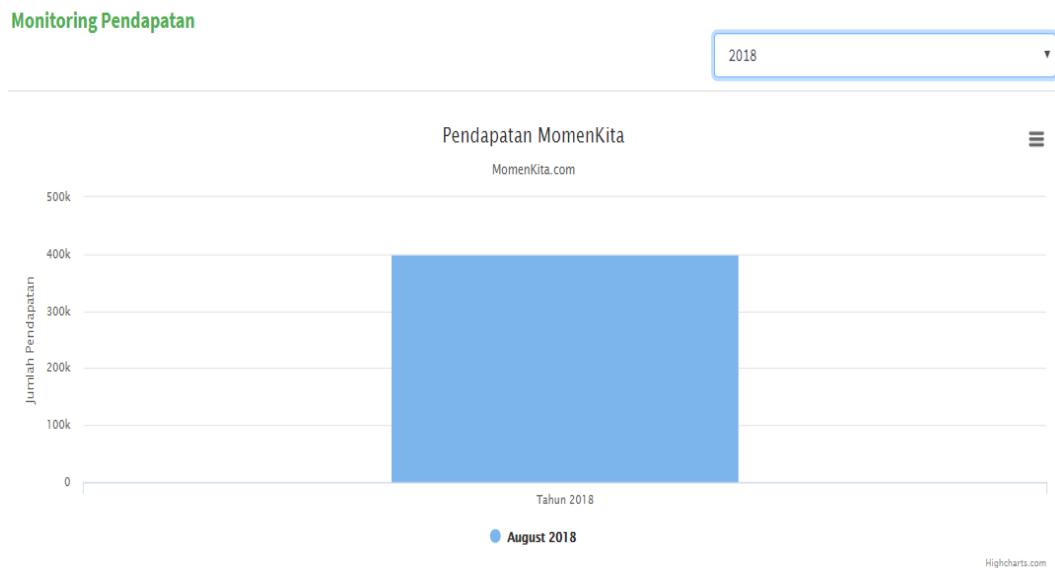 Monitoring Pendapatan
2018
Pendapatan MomenKita
MomenKita.com
500k
400k
300k
200k
100k
0
Jumlah Pendapatan
Tahun 2018
August 2018
Highcharts.com